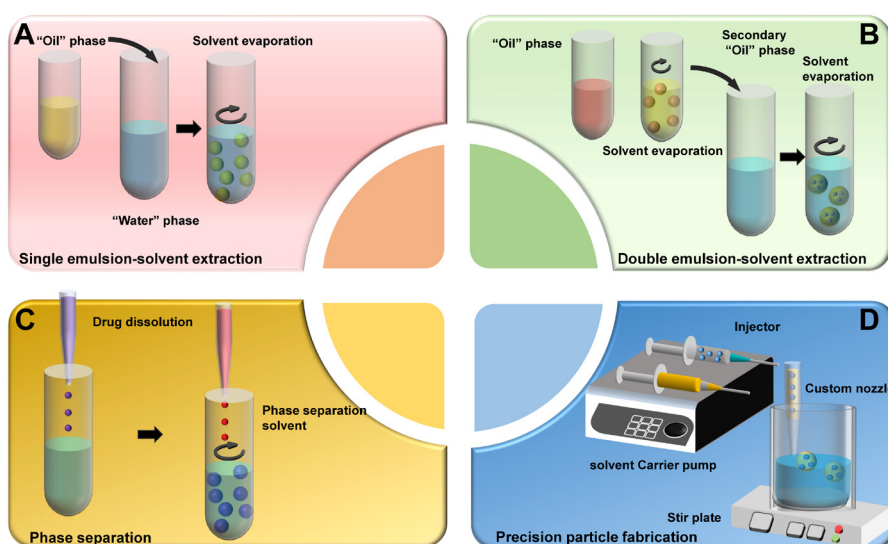 A
"Oil" phase
Solvent evaporation
"Water" phase
Single emulsion-solvent extraction
B
"Oil" phase
Secondary
"Oil" phase
Solvent
evaporation
Solvent evaporation
Double emulsion-solvent extraction
C
Drug dissolution
Phase separation
solvent
Phase separation
D
Injector
Custom nozzle
solvent Carrier pump
Stir plate
Precision particle fabrication